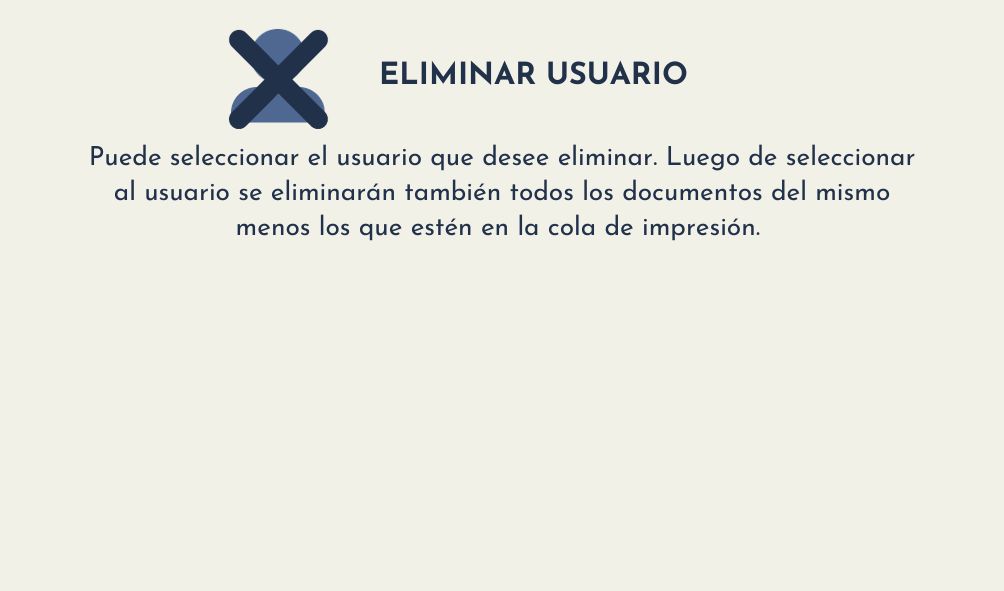 ELIMINAR USUARIO
Puede seleccionar el usuario que desee eliminar. Luego de seleccionar
al usuario se eliminarán también todos los documentos del mismo
menos los que estén en la cola de impresión.